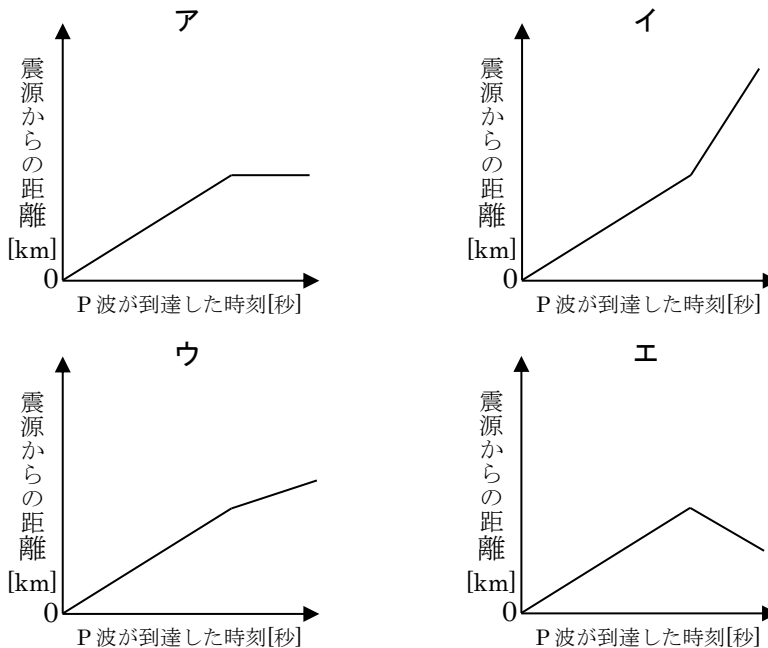 ア
震源からの距離
[km]
0
P 波が到達した時刻[秒]
イ
震源からの距離
[km]
0
P 波が到達した時刻[秒]
ウ
震源からの距離
[km]
0
P 波が到達した時刻[秒]
エ
震源からの距離
[km]
0
P 波が到達した時刻[秒]